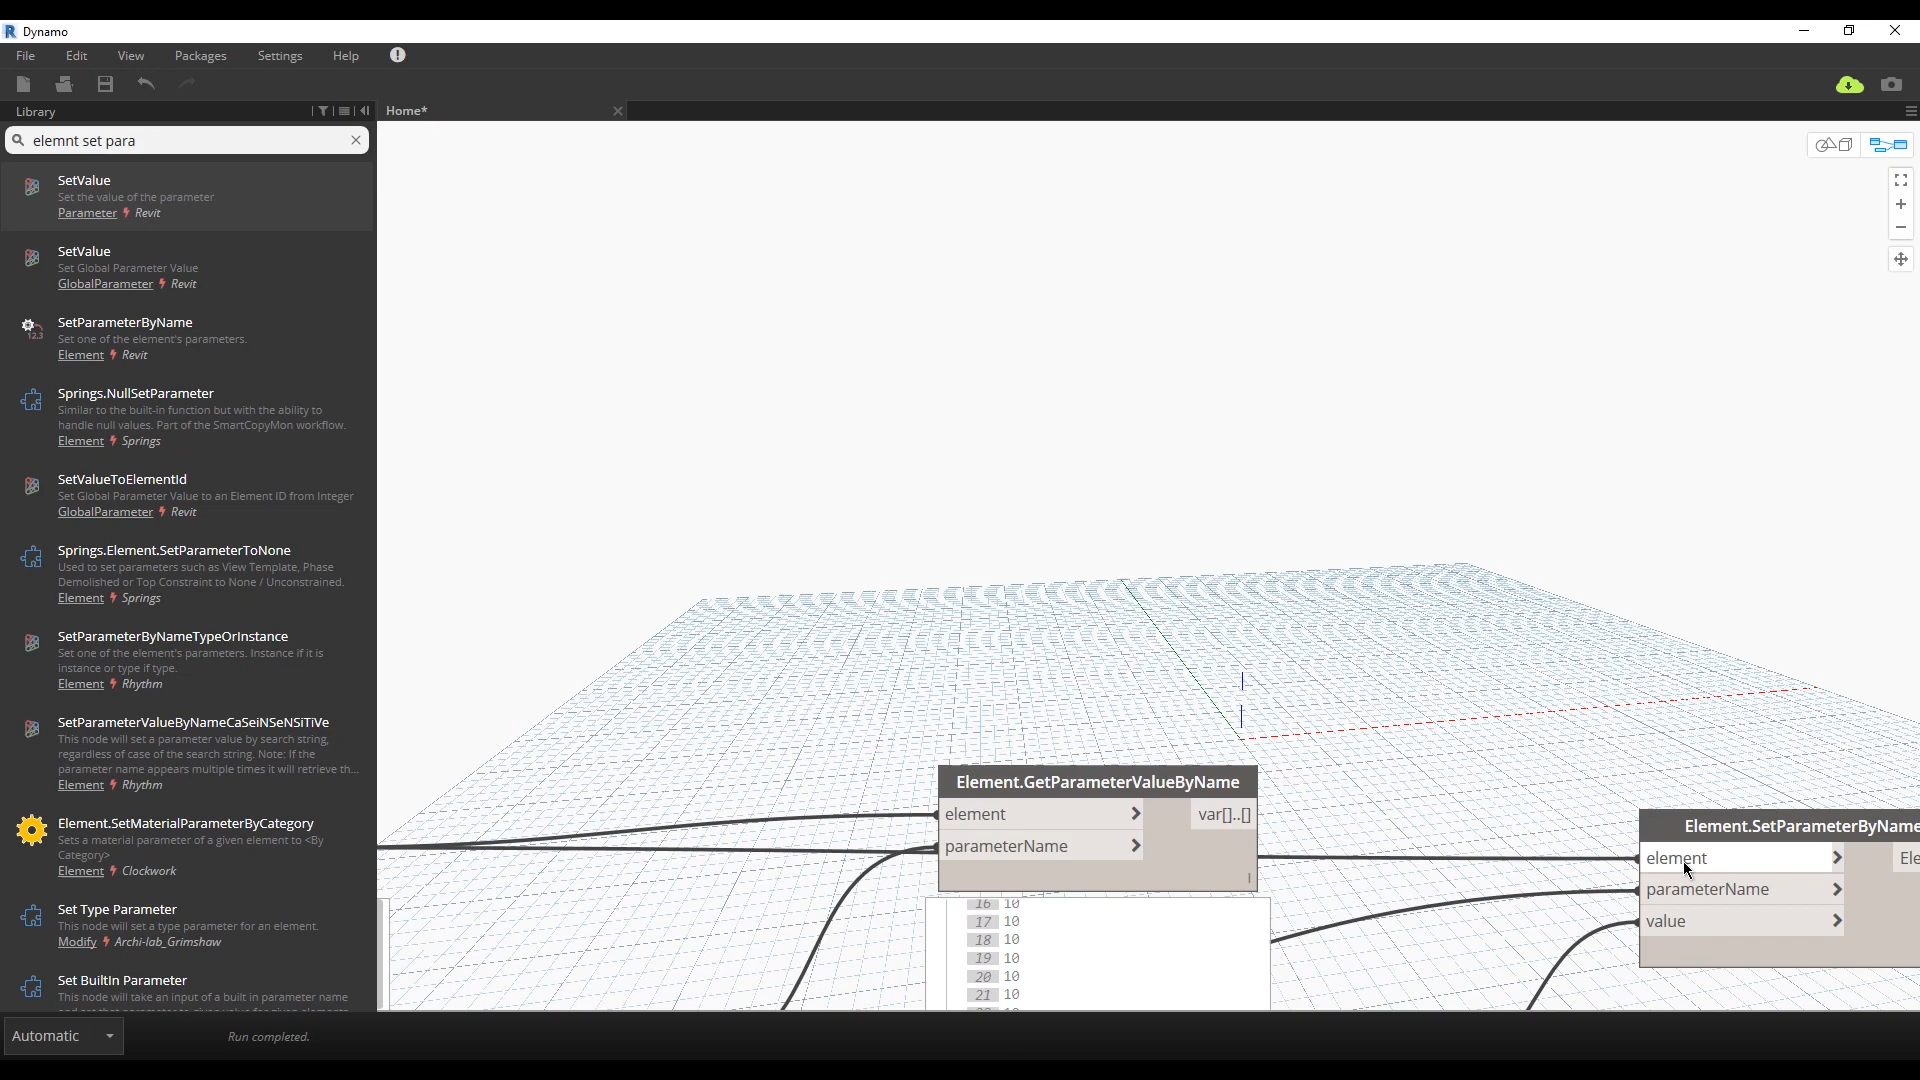 Dynamo
File Edit View Packages Settings Help
Library
Home*
elemnt set para
SetValue
Set the value of the parameter
Parameter Revit
SetValue
Set Global Parameter Value
GlobalParameter Revit
SetParameterByName
Set one of the element's parameters.
Element Revit
Springs.NullSetParameter
Similar to the built-in function but with the ability to
handle null values. Part of the SmartCopyMon workflow.
Element Springs
SetValueToElementId
Set Global Parameter Value to an Element ID from Integer
GlobalParameter Revit
Springs.Element.SetParameterToNone
Used to set parameters such as View Template, Phase
Demolished or Top Constraint to None / Unconstrained.
Element Springs
SetParameterByNameTypeOrInstance
Set one of the element's parameters. Instance if it is
instance or type if type.
Element Rhythm
SetParameterValueByNameCaSeiNSeNSiTiVe
This node will set a parameter value by search string,
regardless of case of the search string. Note: If the
parameter name appears multiple times it will retrieve th...
Element Rhythm
Element.SetMaterialParameterByCategory
Sets a material parameter of a given element to <By
Category>
Element Clockwork
Set Type Parameter
This node will set a type parameter for an element.
Modify Archi-lab_Grimshaw
Set BuiltIn Parameter
This node will take an input of a built in parameter name
and set that parameter to given value for given elements
Element.GetParameterValueByName
element > var[]..[]
parameterName >
16 10
17 10
18 10
19 10
20 10
21 10
Element.SetParameterByName
element > Ele
parameterName >
value >
Automatic
Run completed.